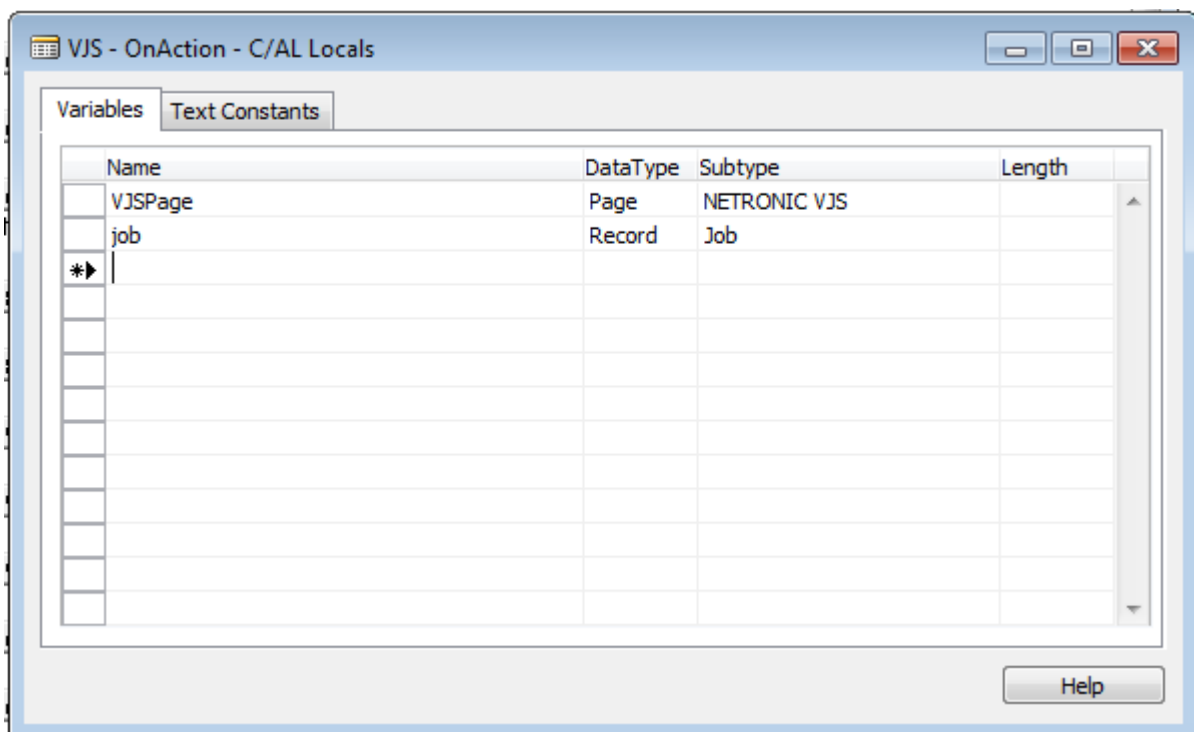 VJS - OnAction - C/AL Locals
Variables Text Constants
Name DataType Subtype Length
VJSPage Page NETRONIC VJS
job Record Job
Help